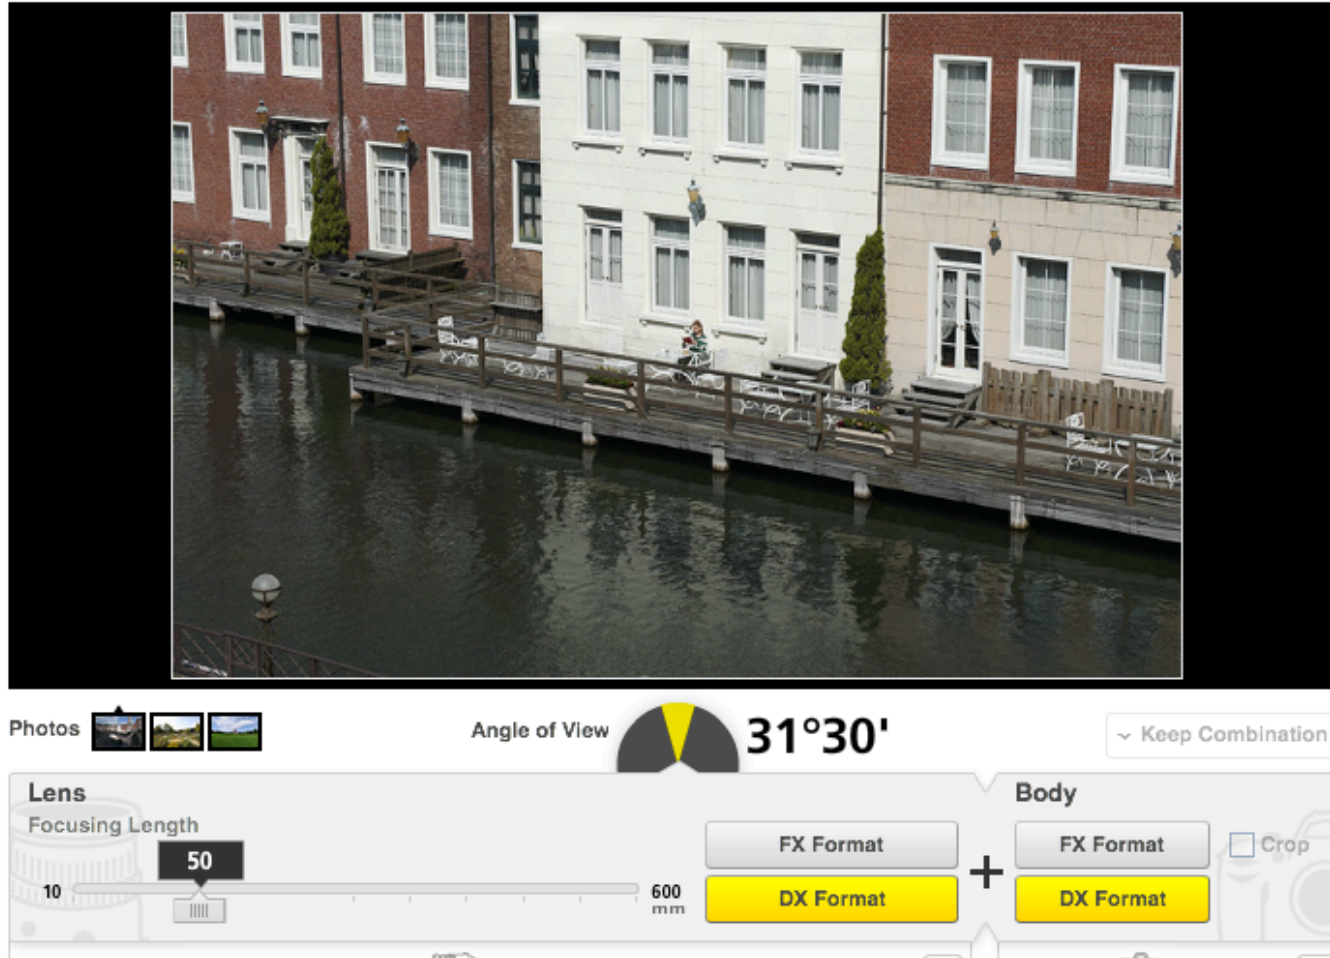 Photos
Angle of View
31°30'
Keep Combination
Lens
Focusing Length
50
10
600
mm
FX Format
DX Format
+
Body
FX Format
DX Format
Crop